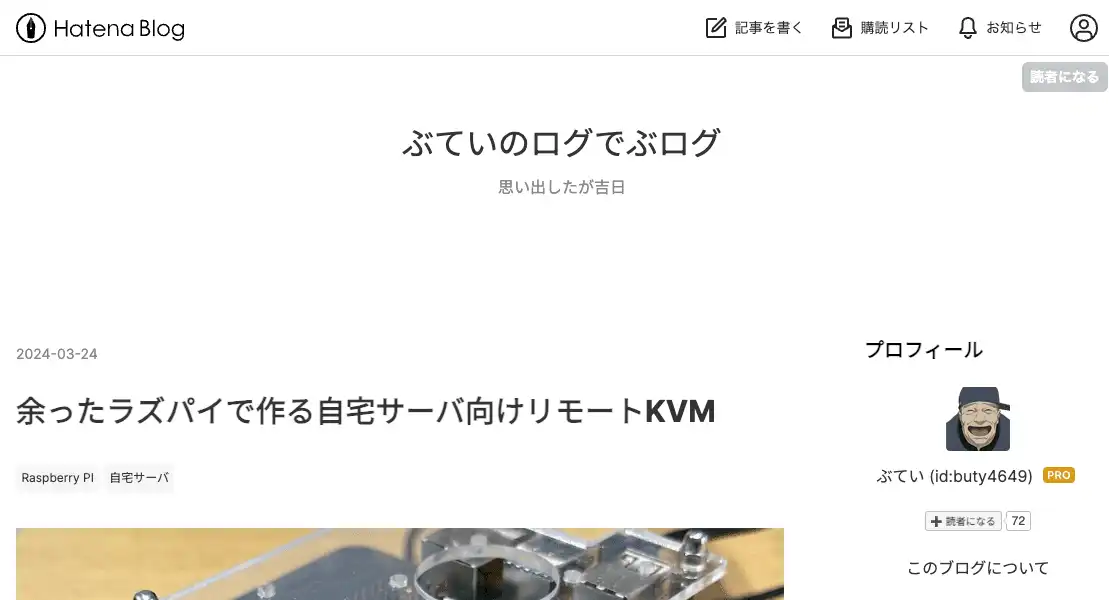 Hatena Blog
記事を書く
購読リスト
お知らせ
読者になる
ぶていのログでぶログ
思い出したが吉日
2024-03-24
余ったラズパイで作る自宅サーバ向けリモートKVM
Raspberry PI 自宅サーバ
プロフィール
ぶてい (id:buty4649) PRO
読者になる 72
このブログについて